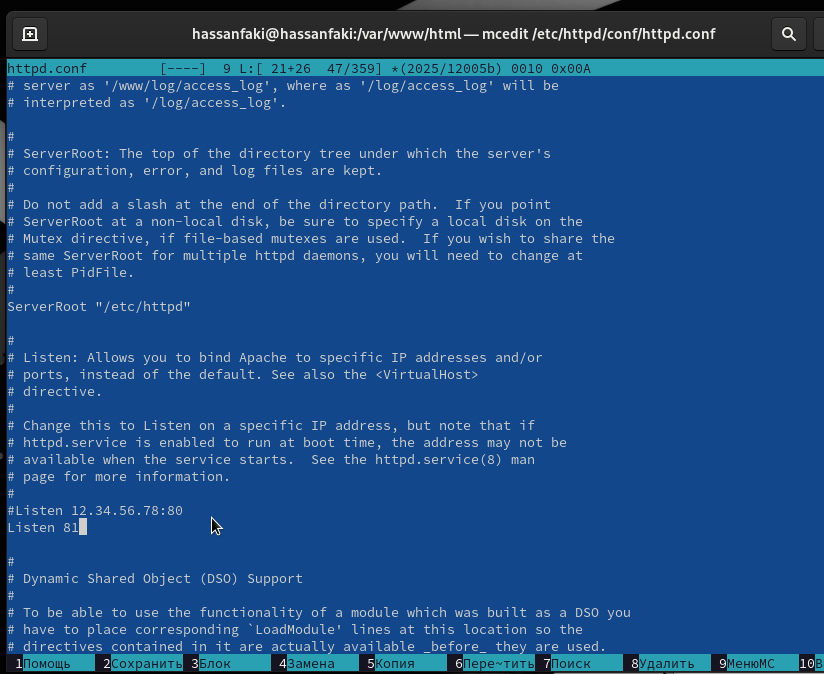 hassanfaki@hassanfaki:/var/www/html — mcedit /etc/httpd/conf/httpd.conf
httpd.conf         [----]  9 L:[ 21+26  47/359] *(2025/12005b) 0010 0x00A
# server as '/www/log/access_log', where as '/log/access_log' will be
# interpreted as '/log/access_log'.
#
# ServerRoot: The top of the directory tree under which the server's
# configuration, error, and log files are kept.
#
# Do not add a slash at the end of the directory path.  If you point
# ServerRoot at a non-local disk, be sure to specify a local disk on the
# Mutex directive, if file-based mutexes are used.  If you wish to share the
# same ServerRoot for multiple httpd daemons, you will need to change at
# least PidFile.
#
ServerRoot "/etc/httpd"
#
# Listen: Allows you to bind Apache to specific IP addresses and/or
# ports, instead of the default. See also the <VirtualHost>
# directive.
#
# Change this to Listen on a specific IP address, but note that if
# httpd.service is enabled to run at boot time, the address may not be
# available when the service starts.  See the httpd.service(8) man
# page for more information.
#
#Listen 12.34.56.78:80
Listen 81
#
# Dynamic Shared Object (DSO) Support
#
# To be able to use the functionality of a module which was built as a DSO you
# have to place corresponding `LoadModule' lines at this location so the
# directives contained in it are actually available _before_ they are used.
1Помощь 2Сохранить 3Блок 4Замена 5Копия 6Пере~тить 7Поиск 8Удалить 9МенюMC 10В